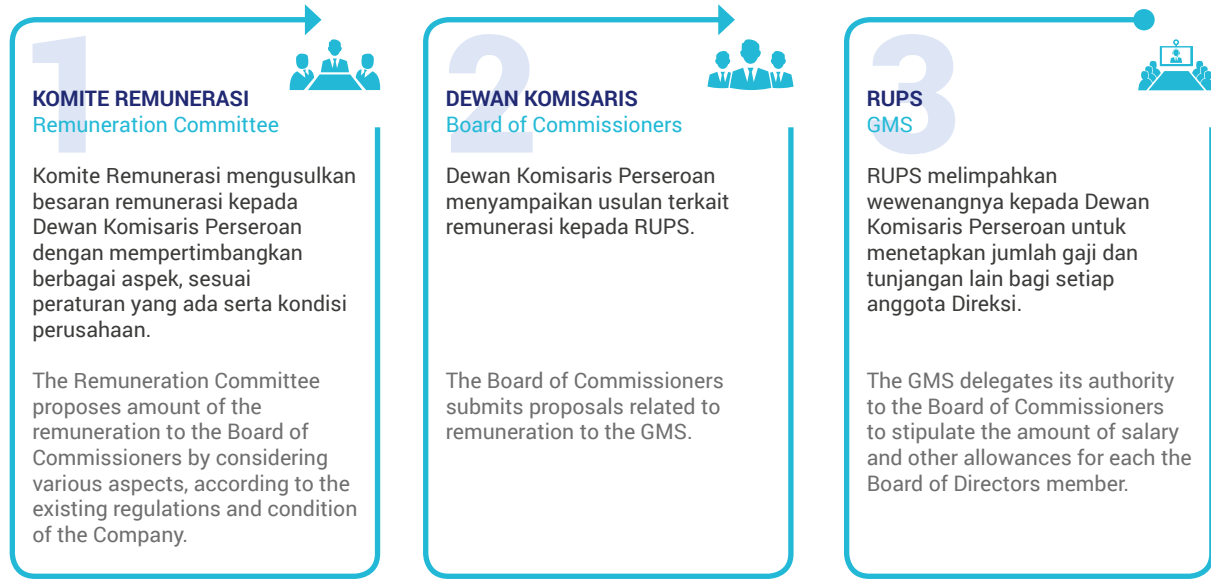 1
KOMITE REMUNERASI
Remuneration Committee
Komite Remunerasi mengusulkan
besaran remunerasi kepada
Dewan Komisaris Perseroan
dengan mempertimbangkan
berbagai aspek, sesuai
peraturan yang ada serta kondisi
perusahaan.
The Remuneration Committee
proposes amount of the
remuneration to the Board of
Commissioners by considering
various aspects, according to the
existing regulations and condition
of the Company.
2
DEWAN KOMISARIS
Board of Commissioners
Dewan Komisaris Perseroan
menyampaikan usulan terkait
remunerasi kepada RUPS.
The Board of Commissioners
submits proposals related to
remuneration to the GMS.
3
RUPS
GMS
RUPS melimpahkan
wewenangnya kepada Dewan
Komisaris Perseroan untuk
menetapkan jumlah gaji dan
tunjangan lain bagi setiap
anggota Direksi.
The GMS delegates its authority
to the Board of Commissioners
to stipulate the amount of salary
and other allowances for each the
Board of Directors member.